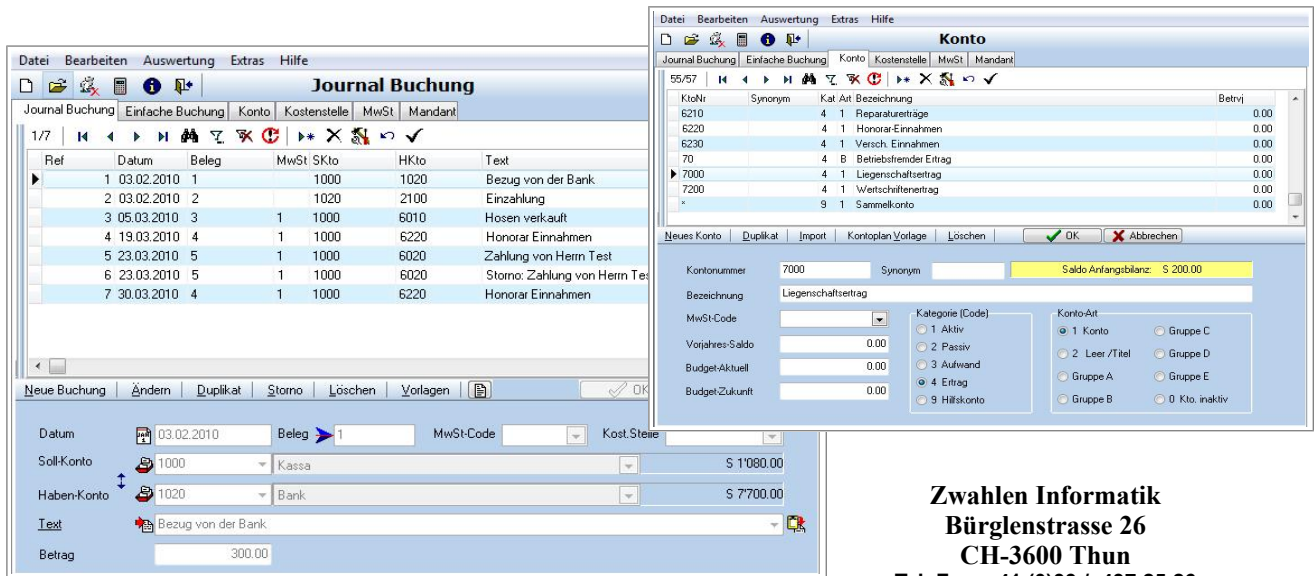 Datei Bearbeiten Auswertung Extras Hilfe
Journal Buchung
Journal Buchung Einfache Buchung Konto Kostenstelle MwSt Mandant
1/7
Ref Datum Beleg MwSt SKto HKto Text
1 03.02.2010 1 1000 1020 Bezug von der Bank
2 03.02.2010 2 1020 2100 Einzahlung
3 05.03.2010 3 1 1000 6010 Hosen verkauft
4 19.03.2010 4 1 1000 6220 Honorar Einnahmen
5 23.03.2010 5 1 1000 6020 Zahlung von Herrn Test
6 23.03.2010 5 1 1000 6020 Storno: Zahlung von Herrn
7 30.03.2010 4 1 1000 6220 Honorar Einnahmen
Neue Buchung Ändern Duplikat Storno Löschen Vorlagen OK
Datum 03.02.2010 Beleg 1 MwSt-Code Kost.Stelle
Soll-Konto 1000 Kassa S 1'080.00
Haben-Konto 1020 Bank S 7'700.00
Text Bezug von der Bank
Betrag 300.00
Datei Bearbeiten Auswertung Extras Hilfe
Konto
Journal Buchung Einfache Buchung Konto Kostenstelle MwSt Mandant
55/57
KtoNr Synonym Kat Art Bezeichnung Betrvj
6210 4 1 Reparaturerträge 0.00
6220 4 1 Honorar-Einnahmen 0.00
6230 4 1 Versch. Einnahmen 0.00
70 4 B Betriebsfremder Ertrag 0.00
7000 4 1 Liegenschaftsertrag 0.00
7200 4 1 Wertschriftenertrag 0.00
* 9 1 Sammelkonto 0.00
Neues Konto Duplikat Import Kontoplan Vorlage Löschen OK Abbrechen
Kontonummer 7000 Synonym Saldo Anfangsbilanz: S 200.00
Bezeichnung Liegenschaftsertrag
MwSt-Code Kategorie (Code) Konto-Art
1 Aktiv 1 Konto Gruppe C
Vorjahres-Saldo 0.00 2 Passiv 2 Leer /Titel Gruppe D
Budget-Aktuell 0.00 3 Aufwand Gruppe A Gruppe E
Budget-Zukunft 0.00 4 Ertrag Gruppe B 0 Kto. inaktiv
9 Hilfskonto
Zwahlen Informatik
Bürglenstrasse 26
CH-3600 Thun